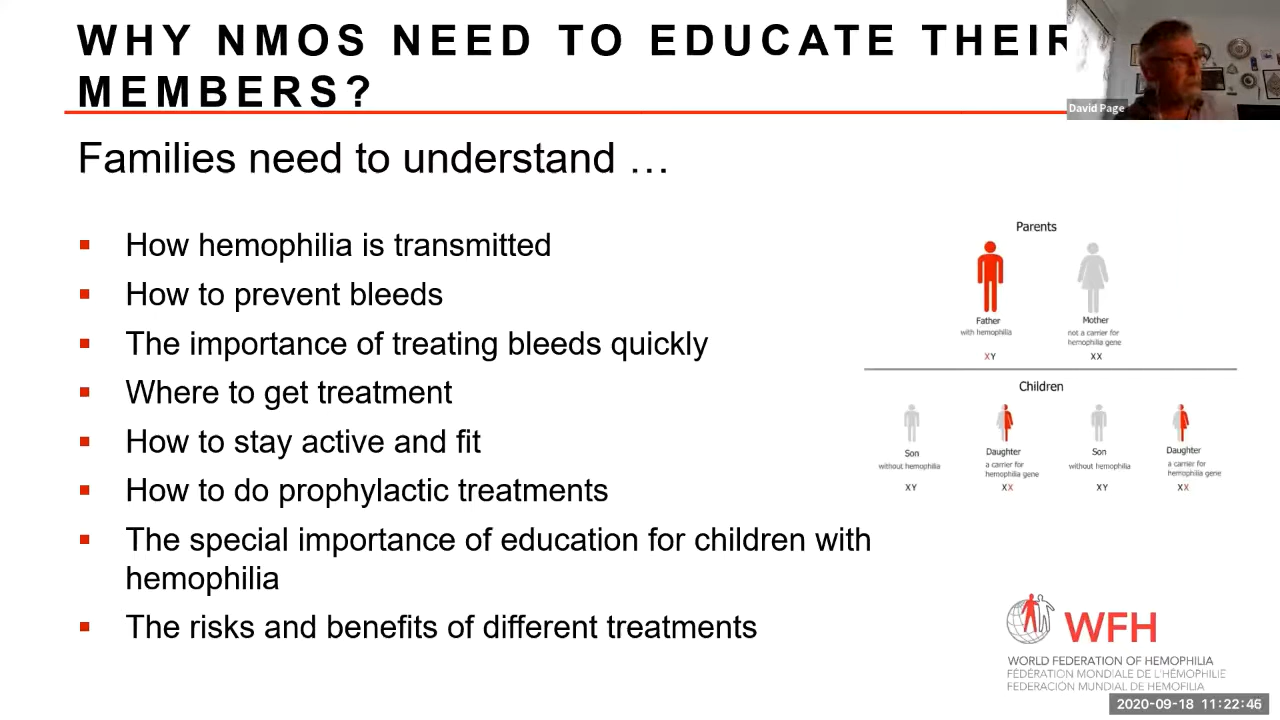 WHY NMOS NEED TO EDUCATE THEIR
MEMBERS?
David Page
Families need to understand …
How hemophilia is transmitted
How to prevent bleeds
The importance of treating bleeds quickly
Where to get treatment
How to stay active and fit
How to do prophylactic treatments
The special importance of education for children with
hemophilia
The risks and benefits of different treatments
Parents
Father
with hemophilia
XY
Mother
not a carrier for
hemophilia gene
XX
Children
Son
without hemophilia
XY
Daughter
a carrier for
hemophilia gene
XX
Son
without hemophilia
XY
Daughter
a carrier for
hemophilia gene
XX
WFH
WORLD FEDERATION OF HEMOPHILIA
FÉDÉRATION MONDIALE DE L'HÉMOPHILIE
FEDERACIÓN MUNDIAL DE HEMOFILIA
2020-09-18 11:22:46